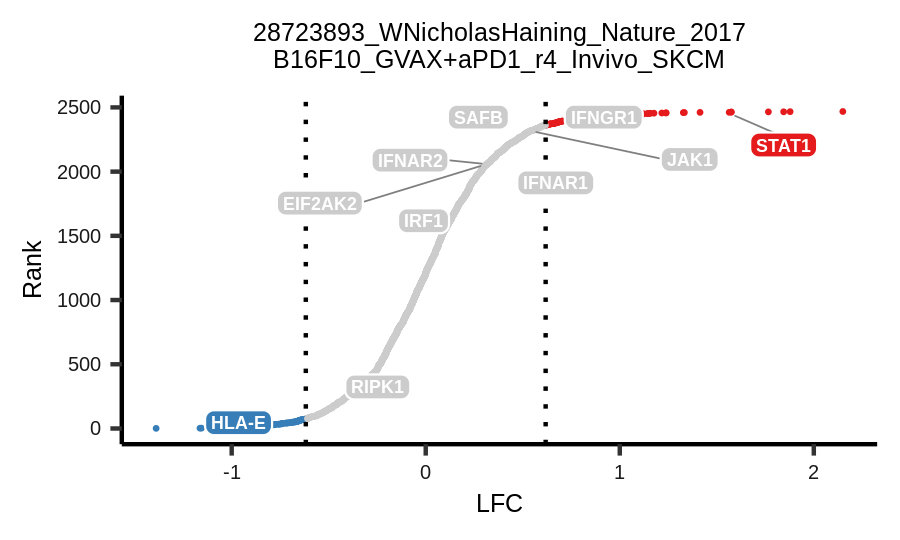 28723893_WNicholasHaining_Nature_2017
B16F10_GVAX+aPD1_r4_Invivo_SKCM
Rank
2500
2000
1500
1000
500
0
SAFB
IFNGR1
STAT1
IFNAR2
JAK1
EIF2AK2
IFNAR1
IRF1
RIPK1
HLA-E
-1
0
1
2
LFC